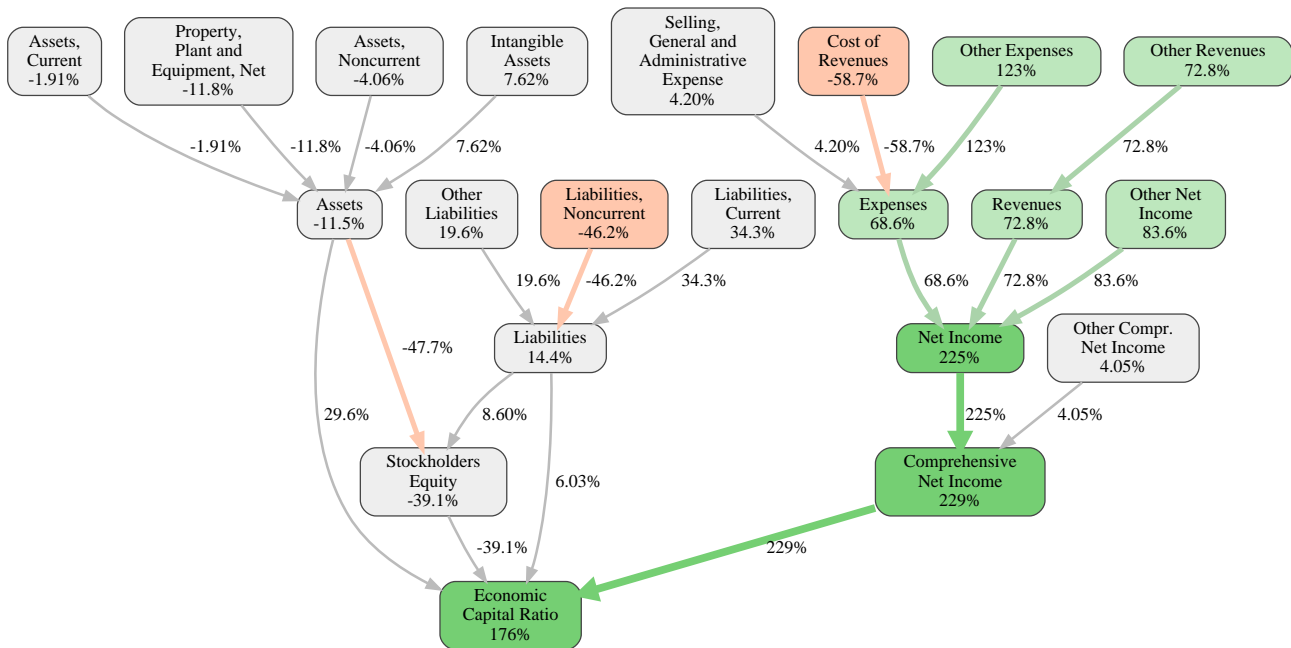 Assets,
Current
-1.91%
Property,
Plant and
Equipment, Net
-11.8%
Assets,
Noncurrent
-4.06%
Intangible
Assets
7.62%
Selling,
General and
Administrative
Expense
4.20%
Cost of
Revenues
-58.7%
Other Expenses
123%
Other Revenues
72.8%
-1.91%
-11.8%
-4.06%
7.62%
4.20%
-58.7%
123%
72.8%
Assets
-11.5%
Other
Liabilities
19.6%
Liabilities,
Noncurrent
-46.2%
Liabilities,
Current
34.3%
Expenses
68.6%
Revenues
72.8%
Other Net
Income
83.6%
19.6%
-46.2%
34.3%
68.6%
72.8%
83.6%
-47.7%
Liabilities
14.4%
Net Income
225%
Other Compr.
Net Income
4.05%
29.6%
8.60%
225%
4.05%
Stockholders
Equity
-39.1%
6.03%
Comprehensive
Net Income
229%
-39.1%
229%
Economic
Capital Ratio
176%